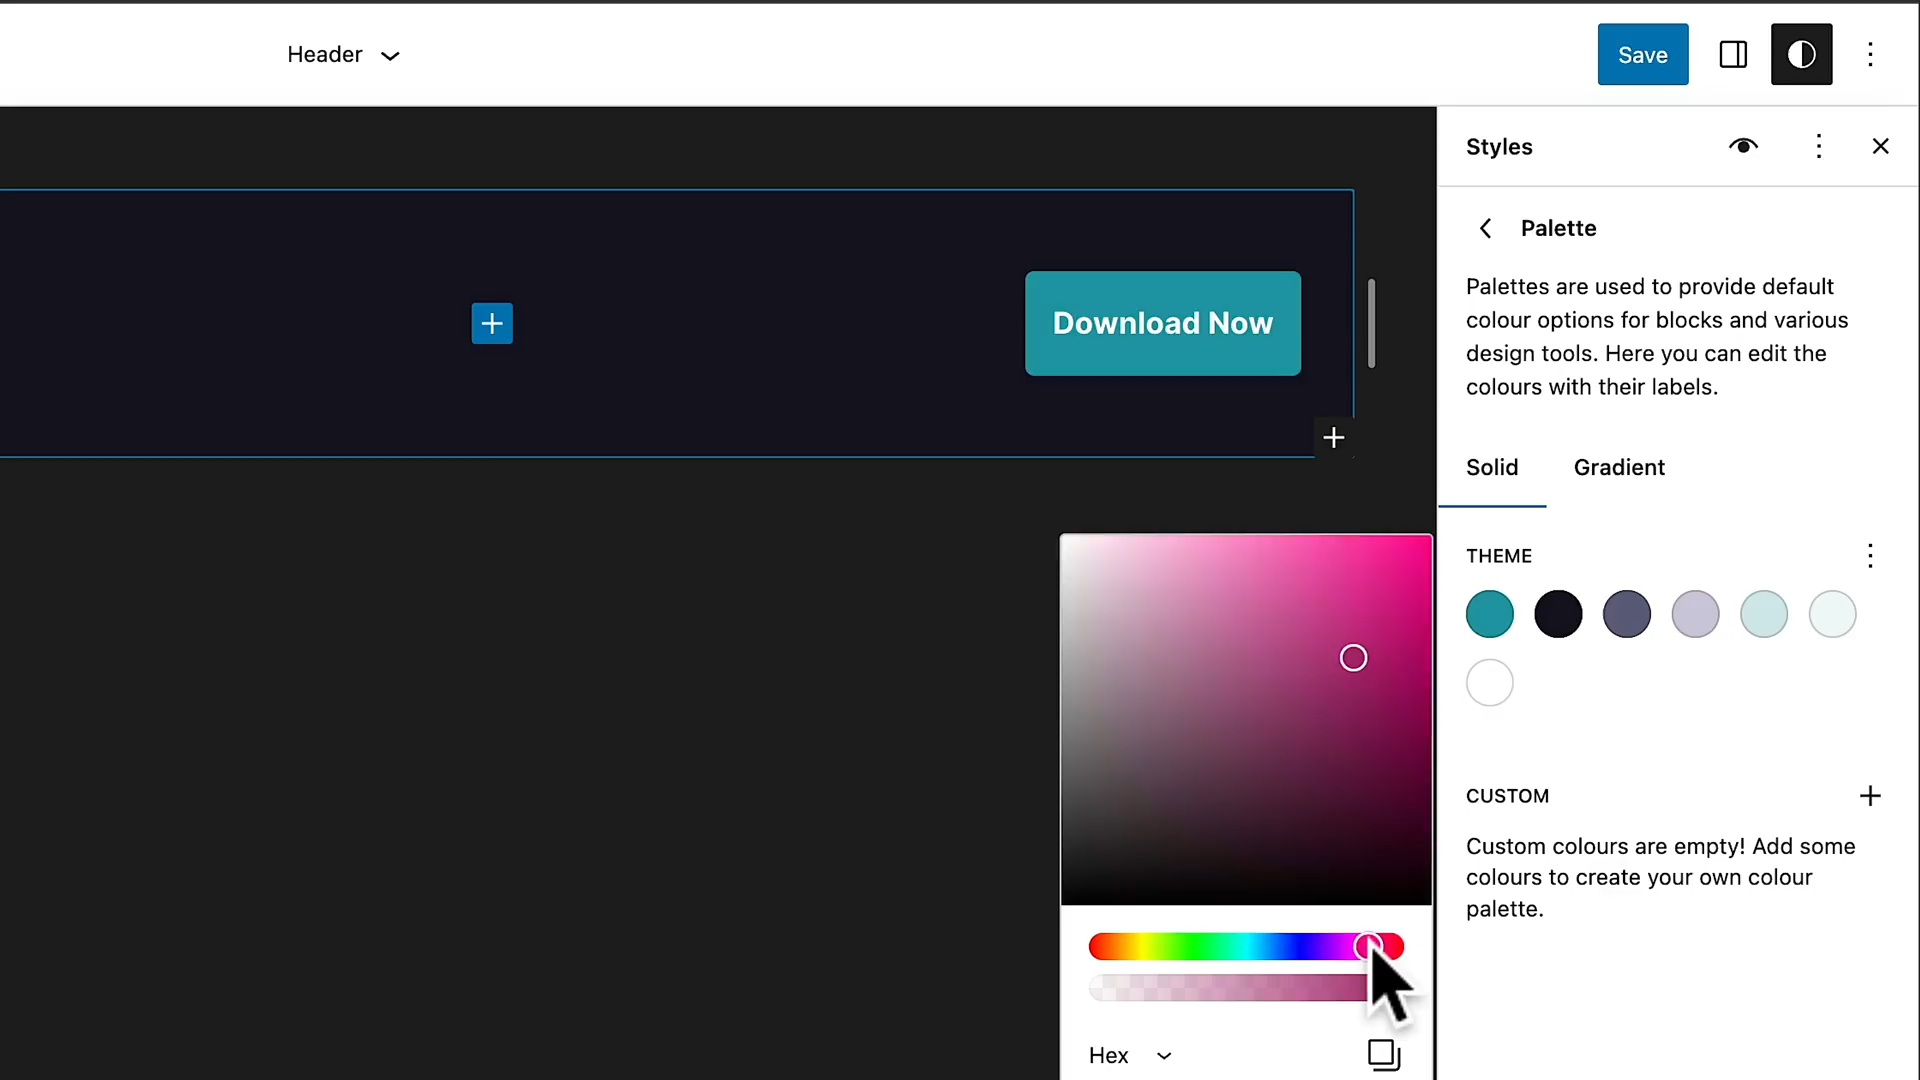 Header
Save
Styles
Palette
Palettes are used to provide default
colour options for blocks and various
design tools. Here you can edit the
colours with their labels.
Download Now
Solid
Gradient
THEME
CUSTOM
Custom colours are empty! Add some
colours to create your own colour
palette.
Hex